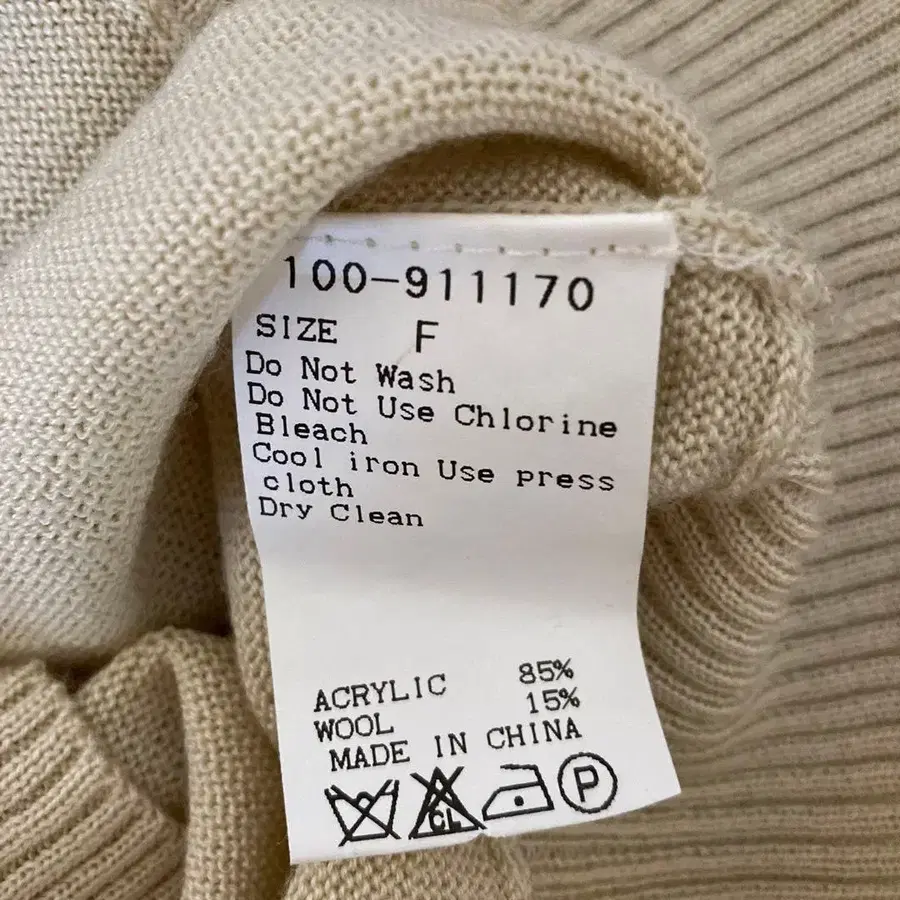 100-911170
SIZE F
Do Not Wash
Do Not Use Chlorine
Bleach
Cool iron Use press
cloth
Dry Clean
ACRYLIC 85%
WOOL 15%
MADE IN CHINA
CL P